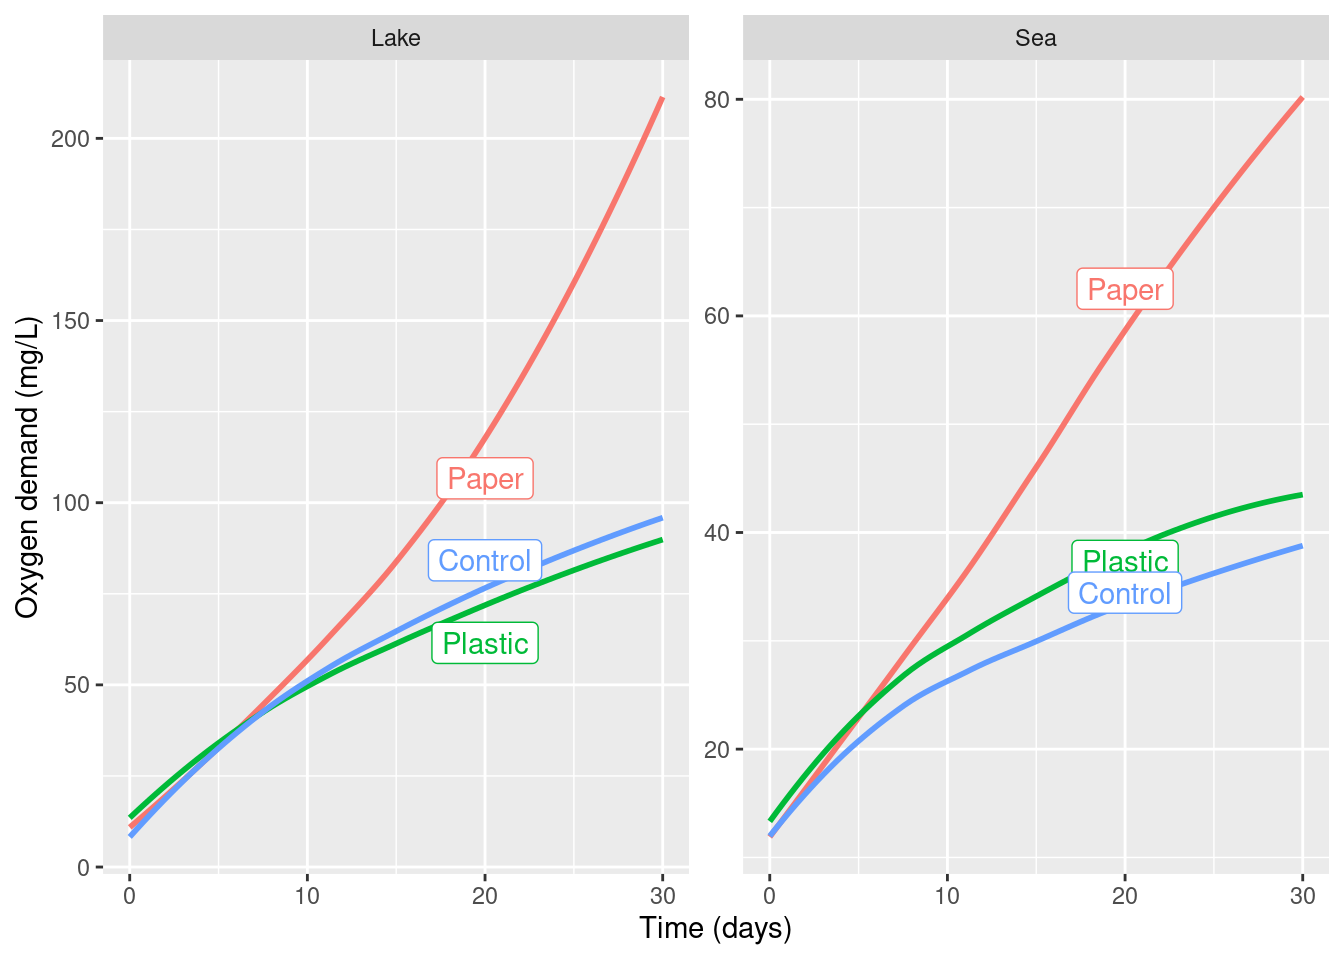 Lake
Sea
Oxygen demand (mg/L)
200
150
100
50
0
Paper
Control
Plastic
0 10 20 30
80
60
40
20
Paper
Plastic
Control
0 10 20 30
Time (days)